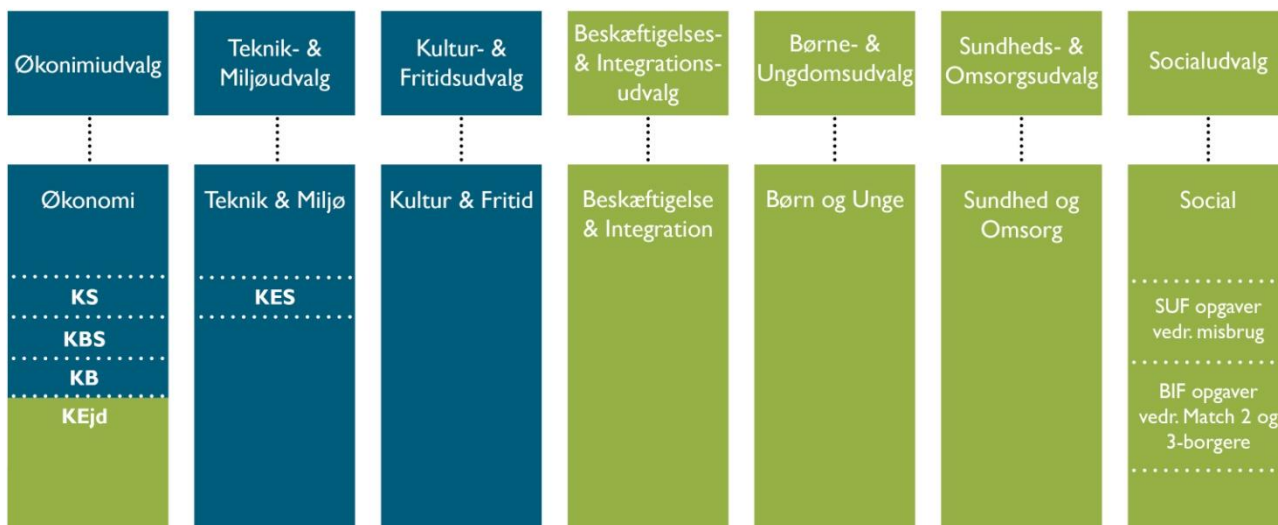 Økonimiudvalg
Teknik- &
Miljøudvalg
Kultur- &
Fritidsudvalg
Beskæftigelses-
& Integrations-
udvalg
Børne- &
Ungdomsudvalg
Sundheds- &
Omsorgsudvalg
Socialudvalg
Økonomi
KS
KBS
KB
KEjd
Teknik & Miljø
KES
Kultur & Fritid
Beskæftigelse
& Integration
Børn og Unge
Sundhed og
Omsorg
Social
SUF opgaver
vedr. misbrug
BIF opgaver
vedr. Match 2 og
3-borgere